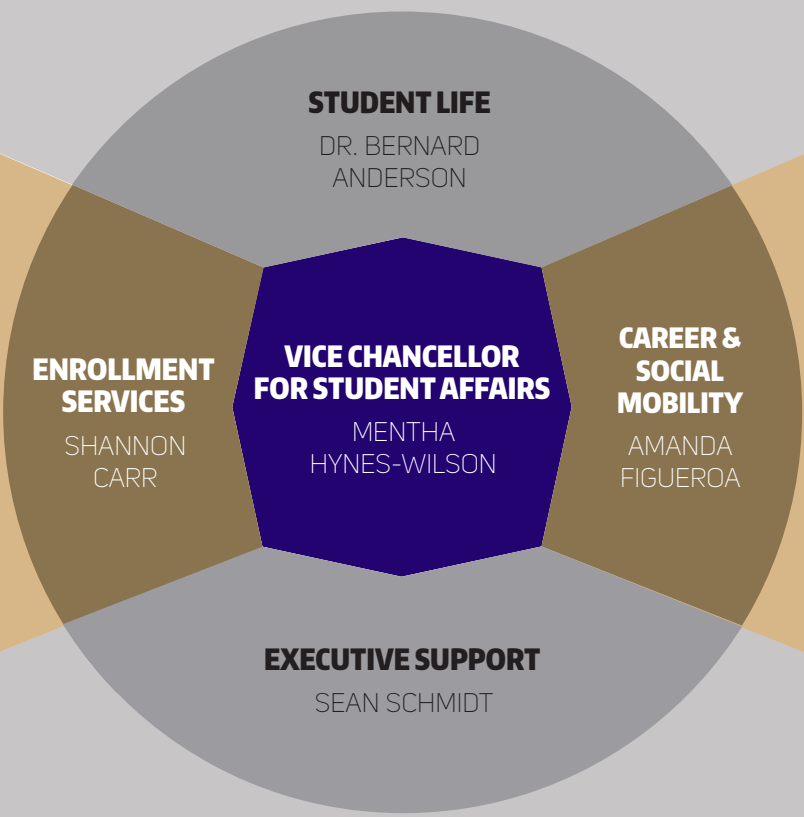 STUDENT LIFE
DR. BERNARD
ANDERSON
ENROLLMENT
SERVICES
SHANNON
CARR
VICE CHANCELLOR
FOR STUDENT AFFAIRS
MENTHA
HYNES-WILSON
CAREER &
SOCIAL
MOBILITY
AMANDA
FIGUEROA
EXECUTIVE SUPPORT
SEAN SCHMIDT